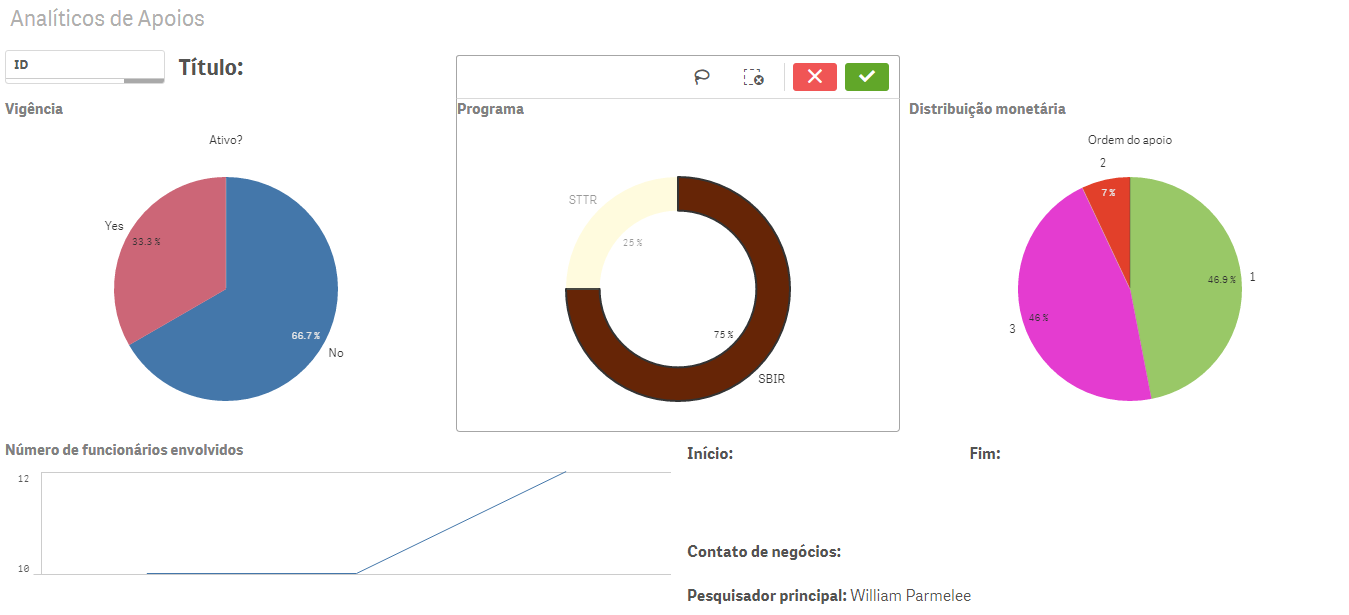 Analíticos de Apoios
ID
Título:
Vigência
Ativo?
Yes
33.3 %
66.7 %
No
Programa
STTR
25 %
75 %
SBIR
Distribuição monetária
Ordem do apoio
2
7 %
46.9 %
1
3
46 %
Número de funcionários envolvidos
12
10
Início:
Fim:
Contato de negócios:
Pesquisador principal: William Parmelee